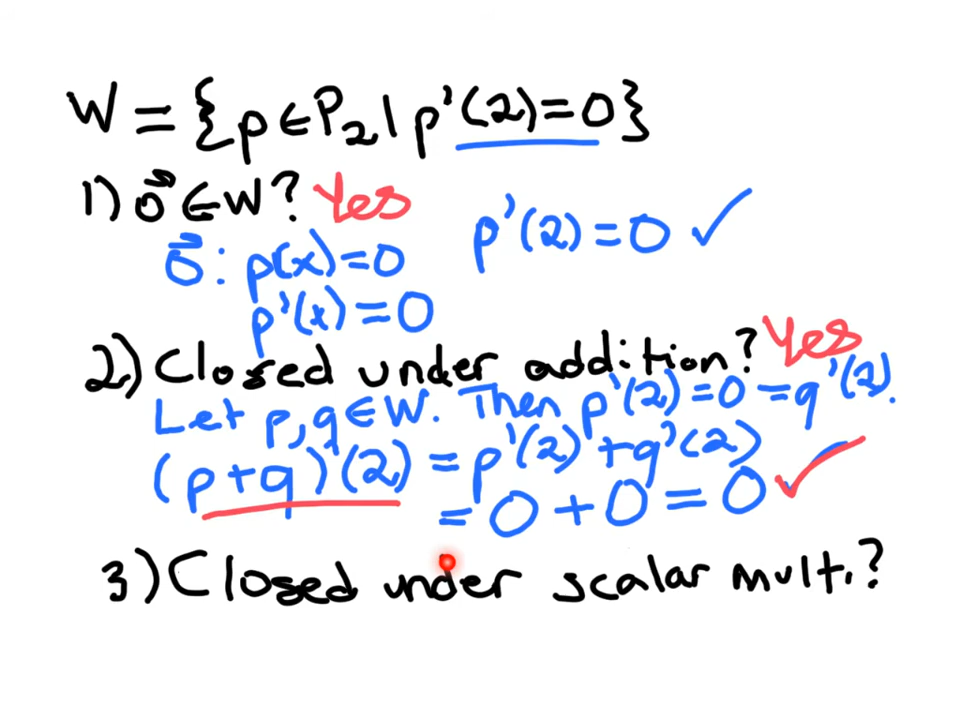 W = {p ∈ P₂ | p'(2) = 0}
1) 0⃗ ∈ W? Yes
0⃗ : p(x) = 0 p'(2) = 0 ✓
p'(x) = 0
2) Closed under addition? Yes
Let p, q ∈ W. Then p'(2) = 0 = q'(2).
(p+q)'(2) = p'(2) + q'(2)
= 0 + 0 = 0 ✓
3) Closed under scalar mult.?